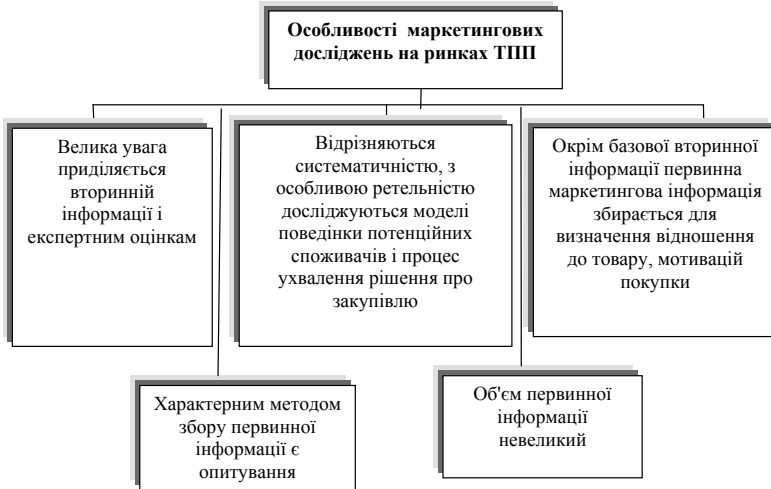 Особливості маркетингових
досліджень на ринках ТПП
Велика увага
приділяється
вторинній
інформації і
експертним оцінкам
Відрізняються
систематичністю, з
особливою ретельністю
досліджуються моделі
поведінки потенційних
споживачів і процес
ухвалення рішення про
закупівлю
Окрім базової вторинної
інформації первинна
маркетингова інформація
збирається для
визначення відношення
до товару, мотивацій
покупки
Характерним методом
збору первинної
інформації є
опитування
Об'єм первинної
інформації
невеликий